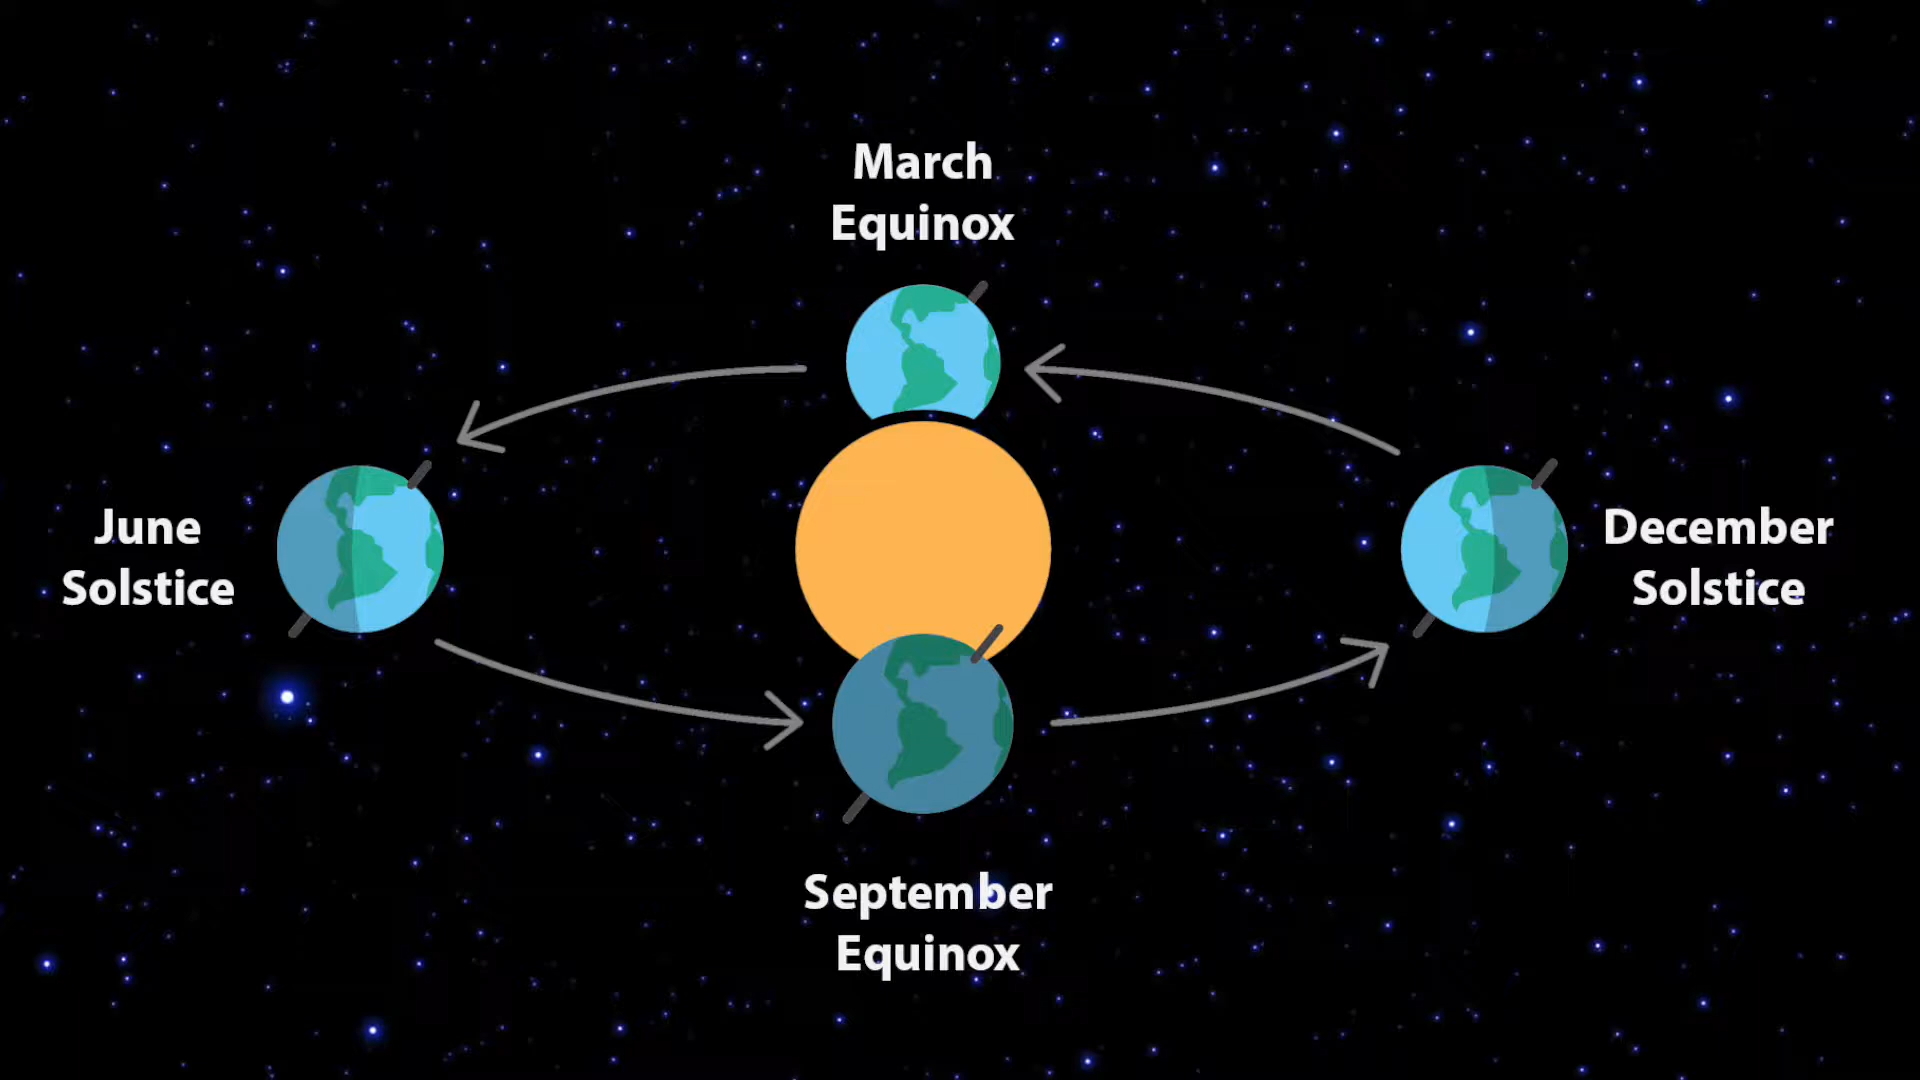 March
Equinox
June
Solstice
December
Solstice
September
Equinox